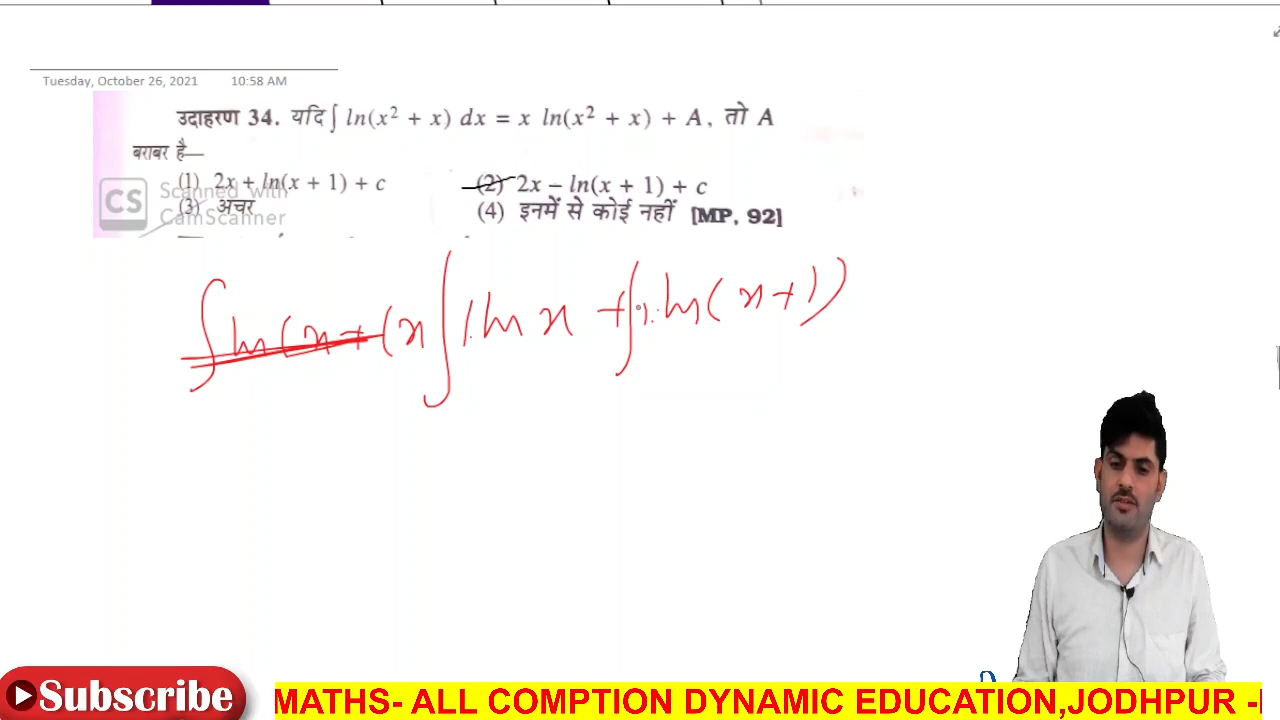 Tuesday, October 26, 2021 10:58 AM
उदाहरण 34. यदि ∫ ln(x² + x) dx = x ln(x² + x) + A, तो A
बराबर है—
(1) 2x + ln(x + 1) + c (2) 2x − ln(x + 1) + c
CS Scanned with CamScanner
(3) अचर (4) इनमें से कोई नहीं [MP, 92]
∫ ln(x + (x ∫ 1. ln x + ∫ 1. ln(x+1)
Subscribe
MATHS- ALL COMPTION DYNAMIC EDUCATION,JODHPUR -